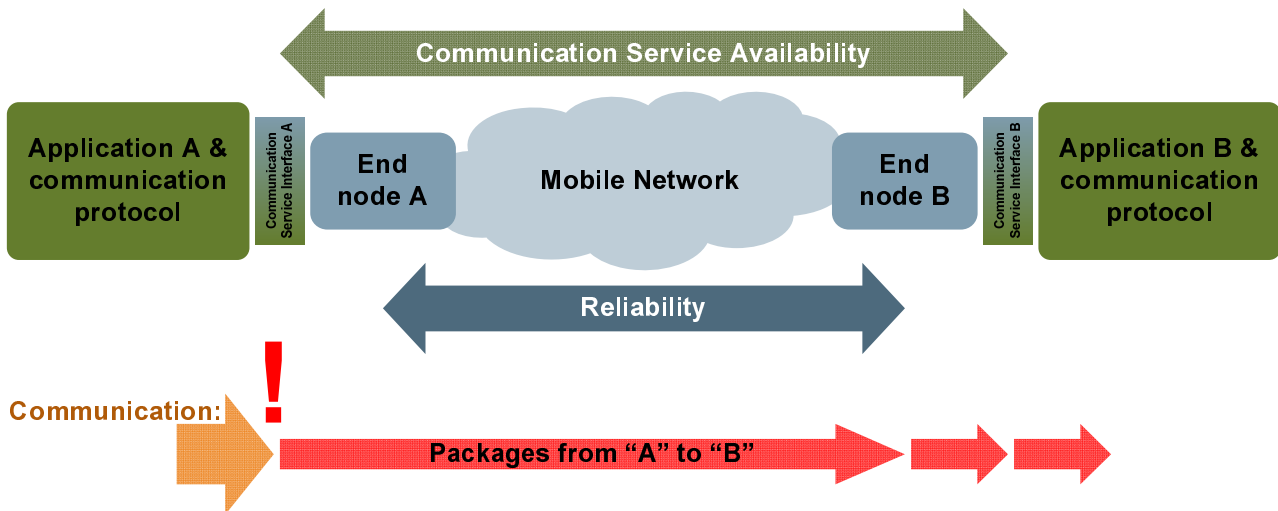 Communication Service Availability
Application A &
communication
protocol
Communication
Service Interface A
End
node A
Mobile Network
End
node B
Communication
Service Interface B
Application B &
communication
protocol
Reliability
!
Communication:
Packages from “A” to “B”